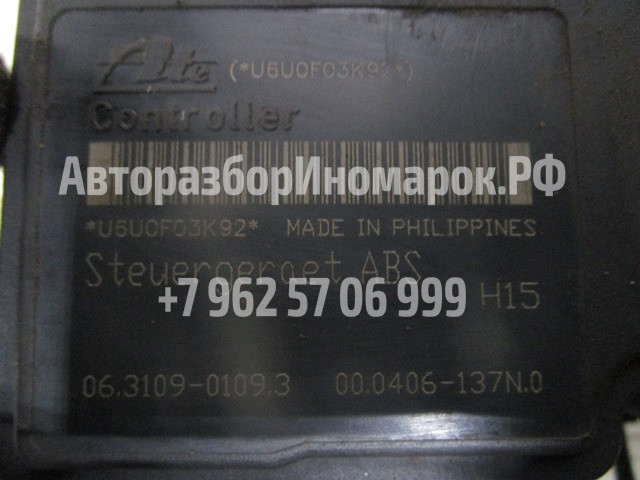 Ate (*U6U0F03K92*)
Controller
АвторазборИномарок.РФ
*U6U0F03K92* MADE IN PHILIPPINES
Steuergeraet ABS
+7 962 57 06 999
H15
06.3109-0109.3 00.0406-137N.0